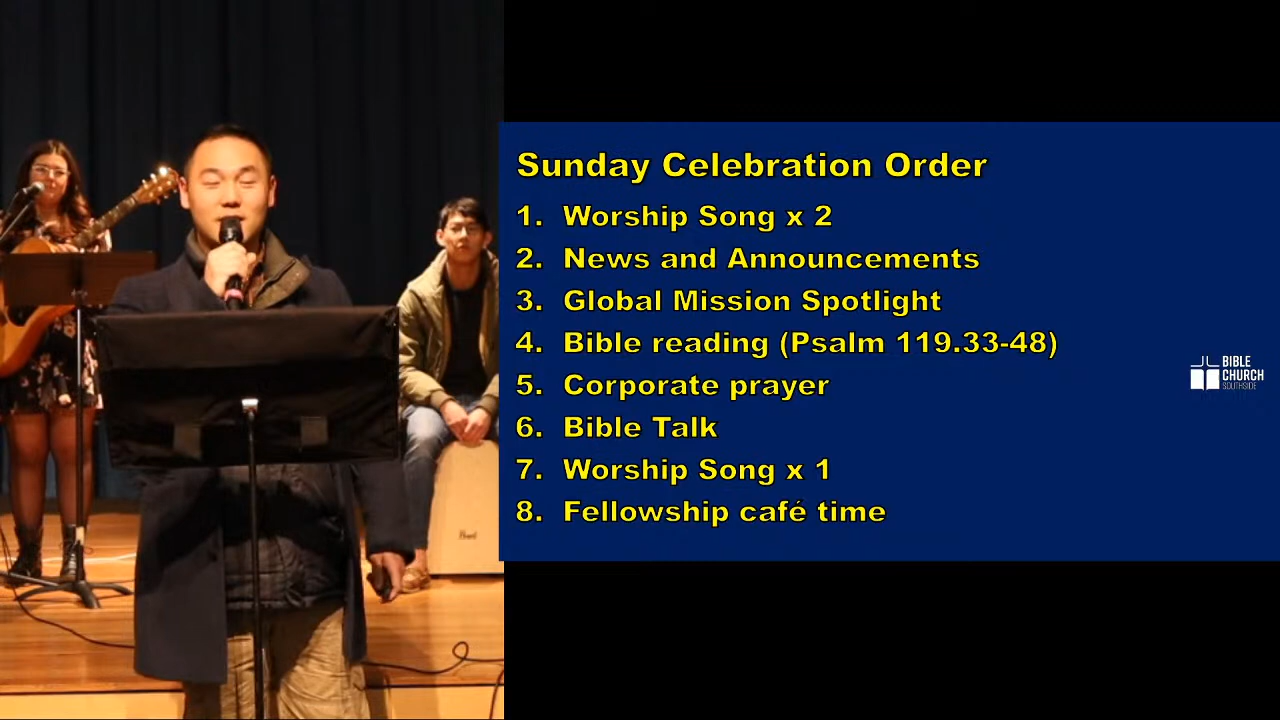 Sunday Celebration Order
1. Worship Song x 2
2. News and Announcements
3. Global Mission Spotlight
4. Bible reading (Psalm 119.33-48)
5. Corporate prayer
6. Bible Talk
7. Worship Song x 1
8. Fellowship café time
BIBLE
CHURCH
SOUTHSIDE
Pearl